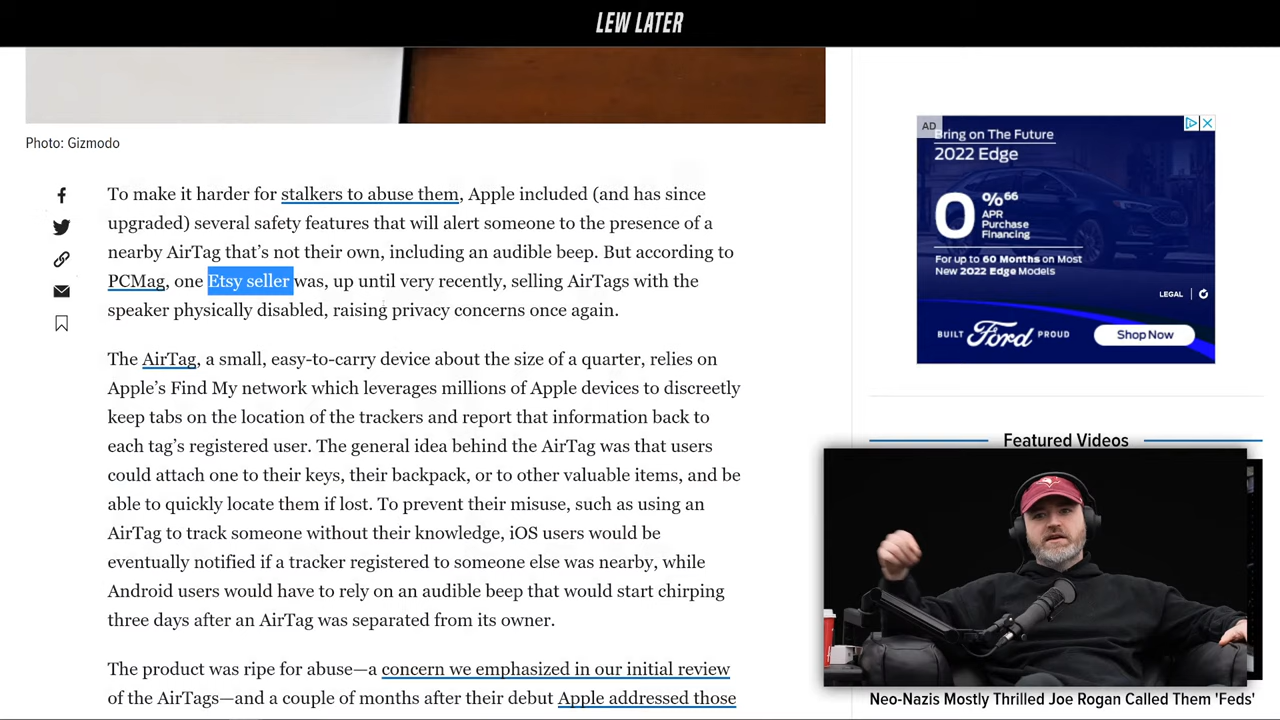 LEW LATER
Photo: Gizmodo
To make it harder for stalkers to abuse them, Apple included (and has since
upgraded) several safety features that will alert someone to the presence of a
nearby AirTag that’s not their own, including an audible beep. But according to
PCMag, one Etsy seller was, up until very recently, selling AirTags with the
speaker physically disabled, raising privacy concerns once again.
The AirTag, a small, easy-to-carry device about the size of a quarter, relies on
Apple’s Find My network which leverages millions of Apple devices to discreetly
keep tabs on the location of the trackers and report that information back to
each tag’s registered user. The general idea behind the AirTag was that users
could attach one to their keys, their backpack, or to other valuable items, and be
able to quickly locate them if lost. To prevent their misuse, such as using an
AirTag to track someone without their knowledge, iOS users would be
eventually notified if a tracker registered to someone else was nearby, while
Android users would have to rely on an audible beep that would start chirping
three days after an AirTag was separated from its owner.
The product was ripe for abuse—a concern we emphasized in our initial review
of the AirTags—and a couple of months after their debut Apple addressed those
AD
Bring on The Future
2022 Edge
0%66
APR
Purchase
Financing
For up to 60 Months on Most
New 2022 Edge Models
LEGAL
BUILT Ford PROUD
Shop Now
Featured Videos
Neo-Nazis Mostly Thrilled Joe Rogan Called Them 'Feds'